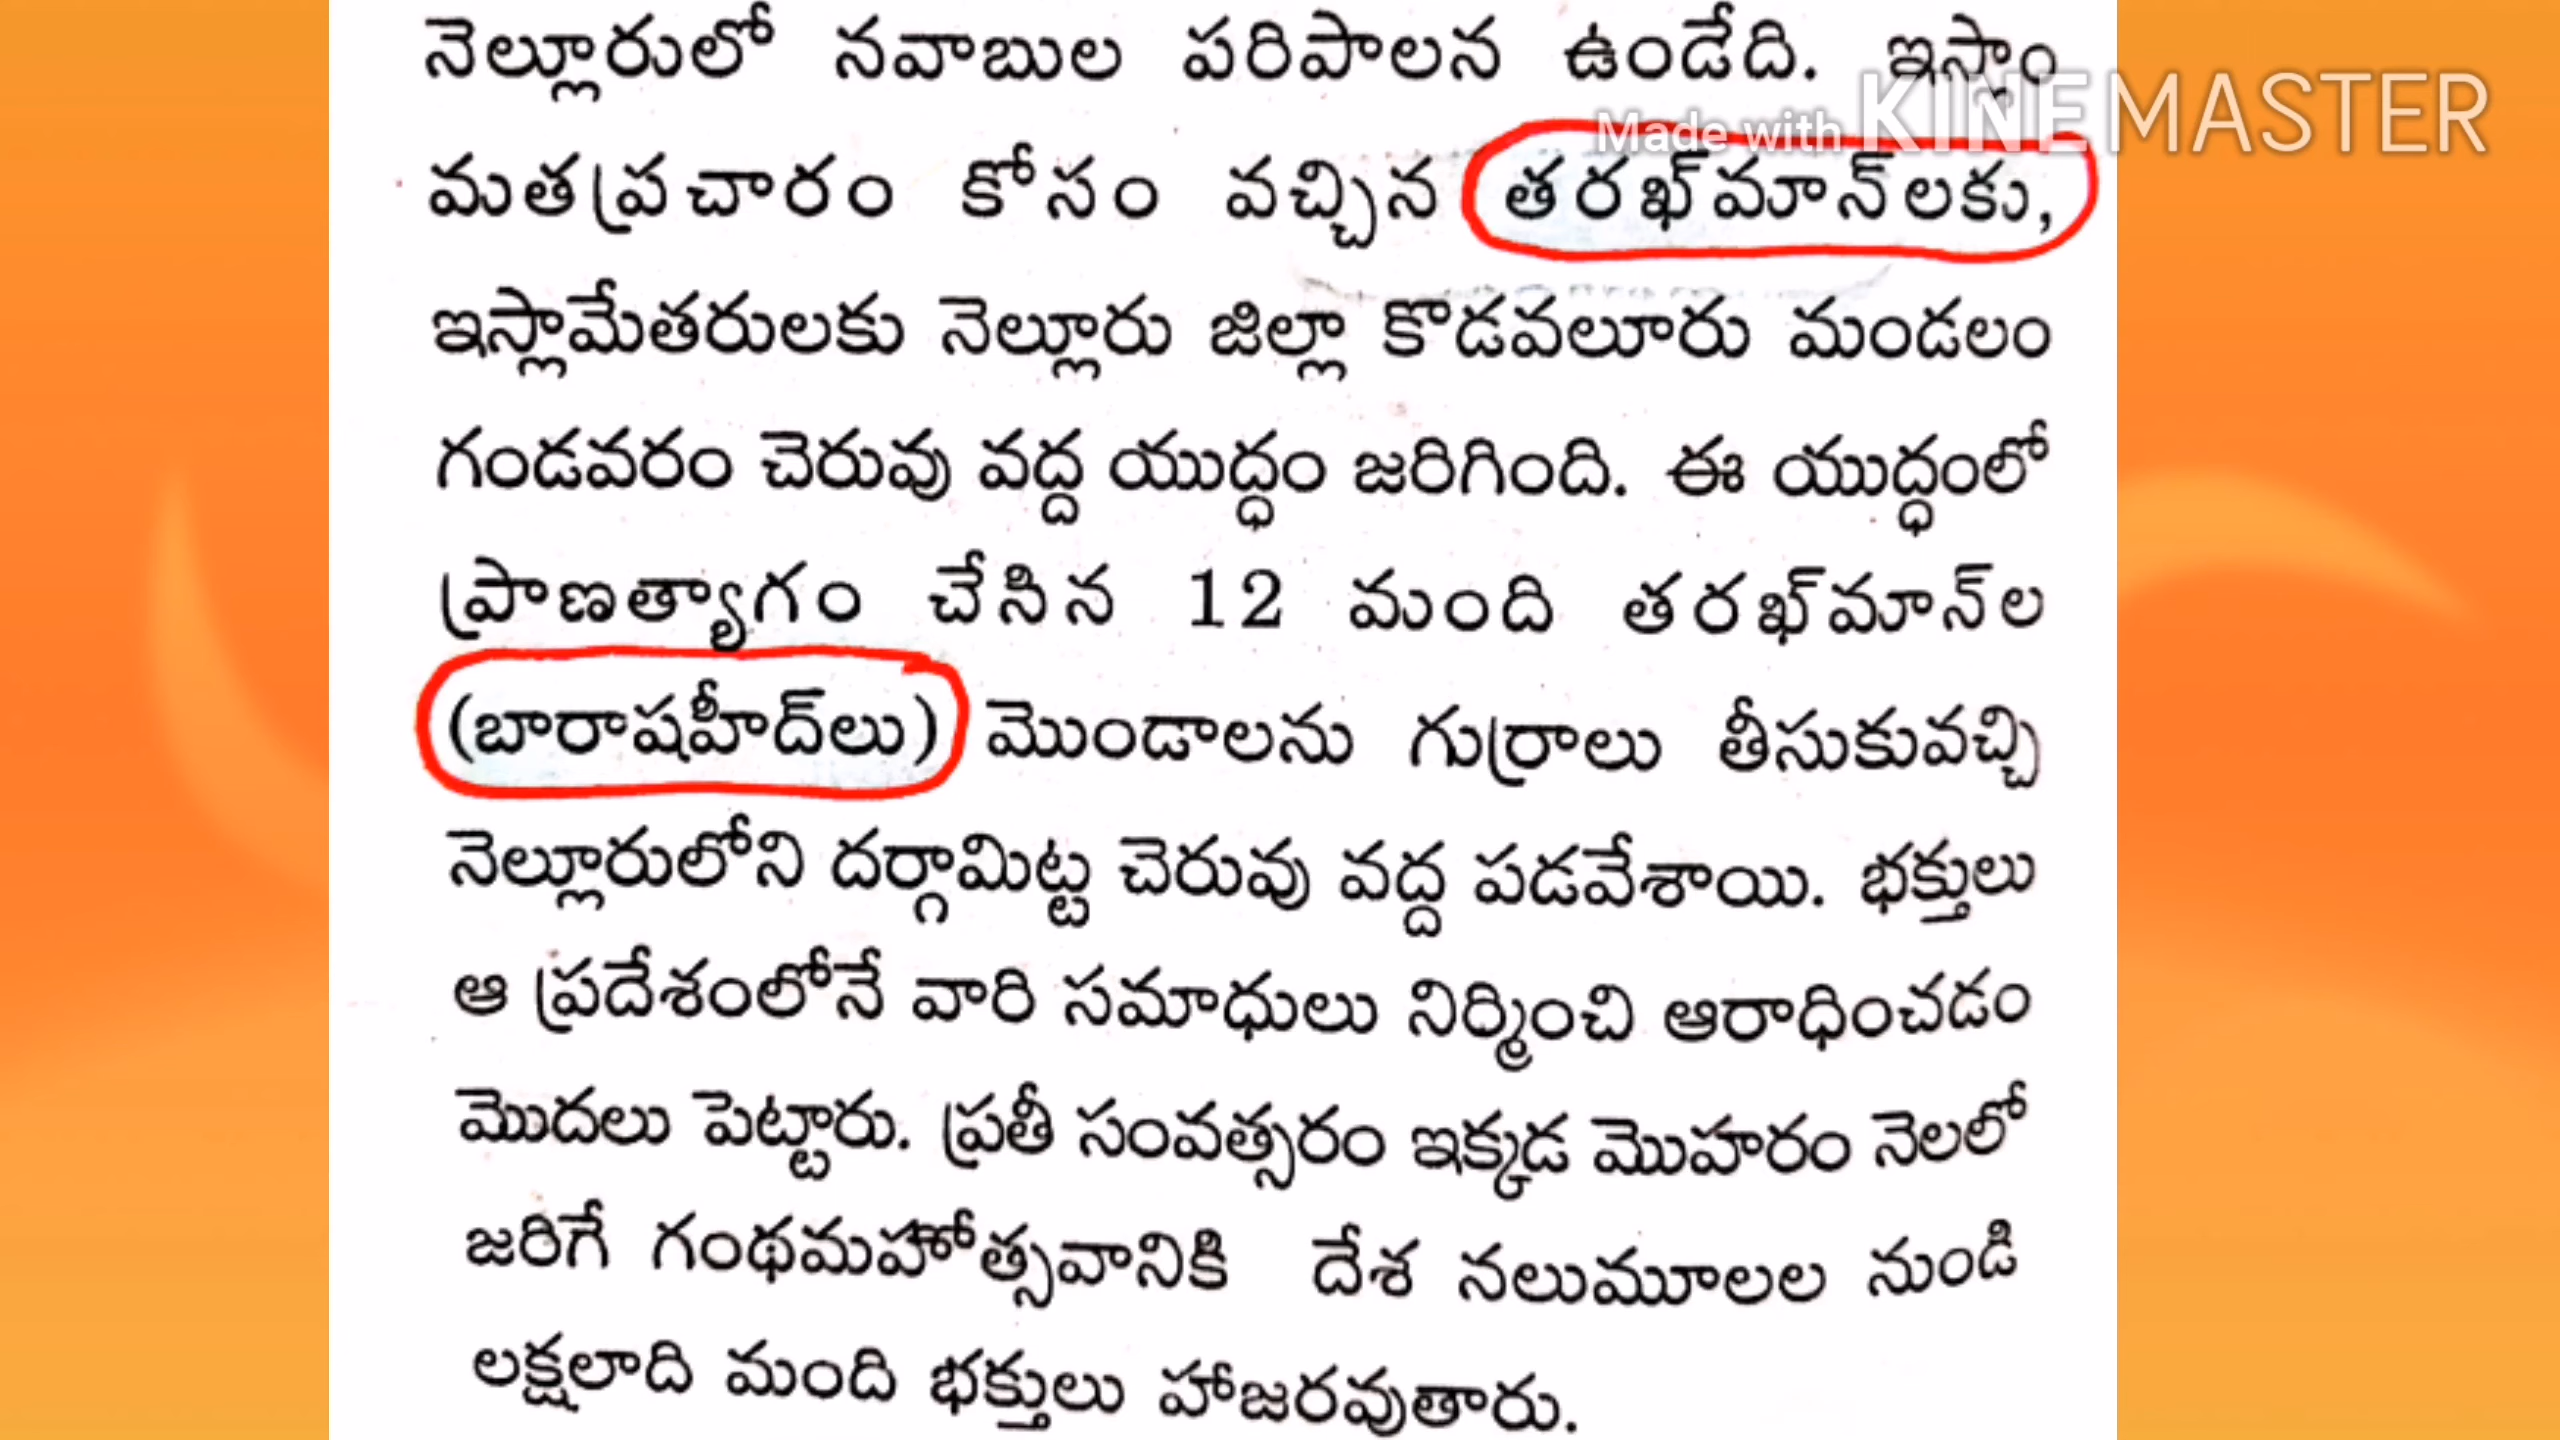 నెల్లూరులో నవాబుల పరిపాలన ఉండేది. ఇస్లాం
Made with KINEMASTER
మతప్రచారం కోసం వచ్చిన తరఖ్‌మాన్‌లకు,
ఇస్లామేతరులకు నెల్లూరు జిల్లా కొడవలూరు మండలం
గండవరం చెరువు వద్ద యుద్ధం జరిగింది. ఈ యుద్ధంలో
ప్రాణత్యాగం చేసిన 12 మంది తరఖ్‌మాన్‌ల
(బారాషహీద్‌లు) మొండాలను గుర్రాలు తీసుకువచ్చి
నెల్లూరులోని దర్గామిట్ట చెరువు వద్ద పడవేశాయి. భక్తులు
ఆ ప్రదేశంలోనే వారి సమాధులు నిర్మించి ఆరాధించడం
మొదలు పెట్టారు. ప్రతీ సంవత్సరం ఇక్కడ మొహరం నెలలో
జరిగే గంథమహోత్సవానికి దేశ నలుమూలల నుండి
లక్షలాది మంది భక్తులు హాజరవుతారు.